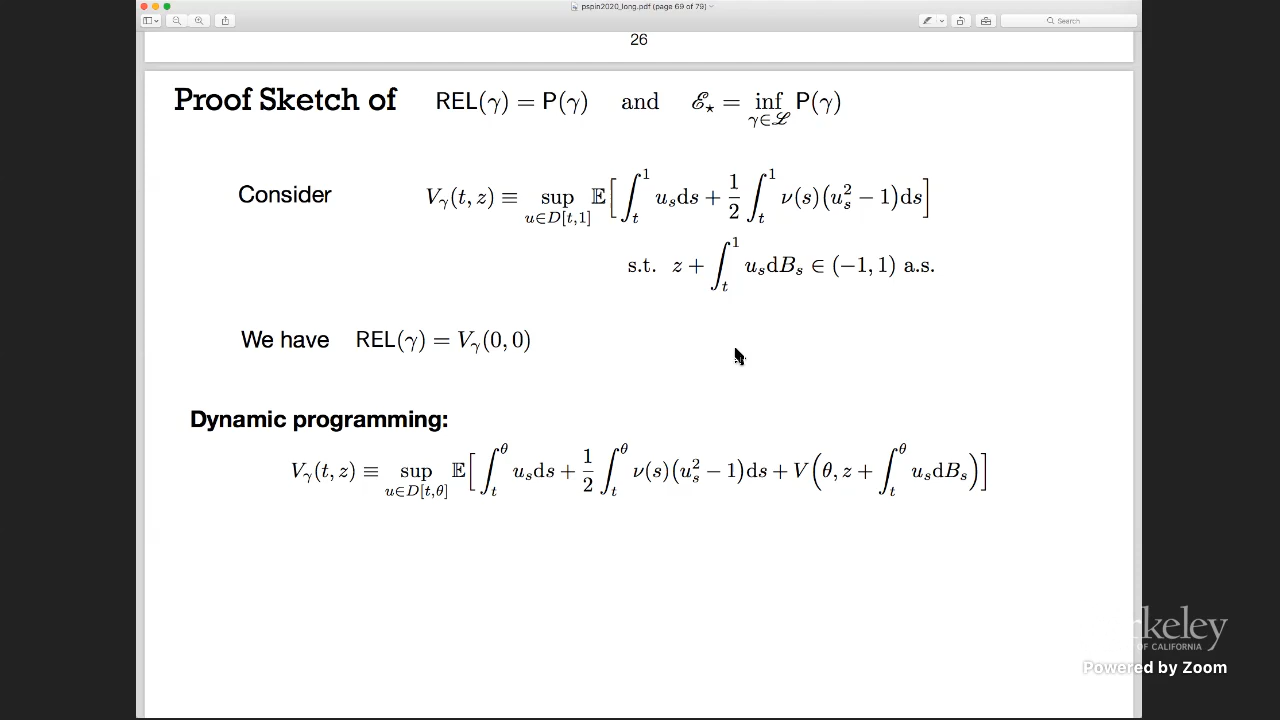 pspin2020_long.pdf (page 69 of 79)
Search
26
Proof Sketch of REL(γ) = P(γ) and ℰ⋆ = inf_{γ∈ℒ} P(γ)
Consider V_γ(t, z) ≡ sup_{u∈D[t,1]} 𝔼[∫_t^1 u_s ds + 1/2 ∫_t^1 ν(s)(u_s^2 − 1)ds]
s.t. z + ∫_t^1 u_s dB_s ∈ (−1, 1) a.s.
We have REL(γ) = V_γ(0, 0)
Dynamic programming:
V_γ(t, z) ≡ sup_{u∈D[t,θ]} 𝔼[∫_t^θ u_s ds + 1/2 ∫_t^θ ν(s)(u_s^2 − 1)ds + V(θ, z + ∫_t^θ u_s dB_s)]
rkeley
OF CALIFORNIA
Powered by Zoom